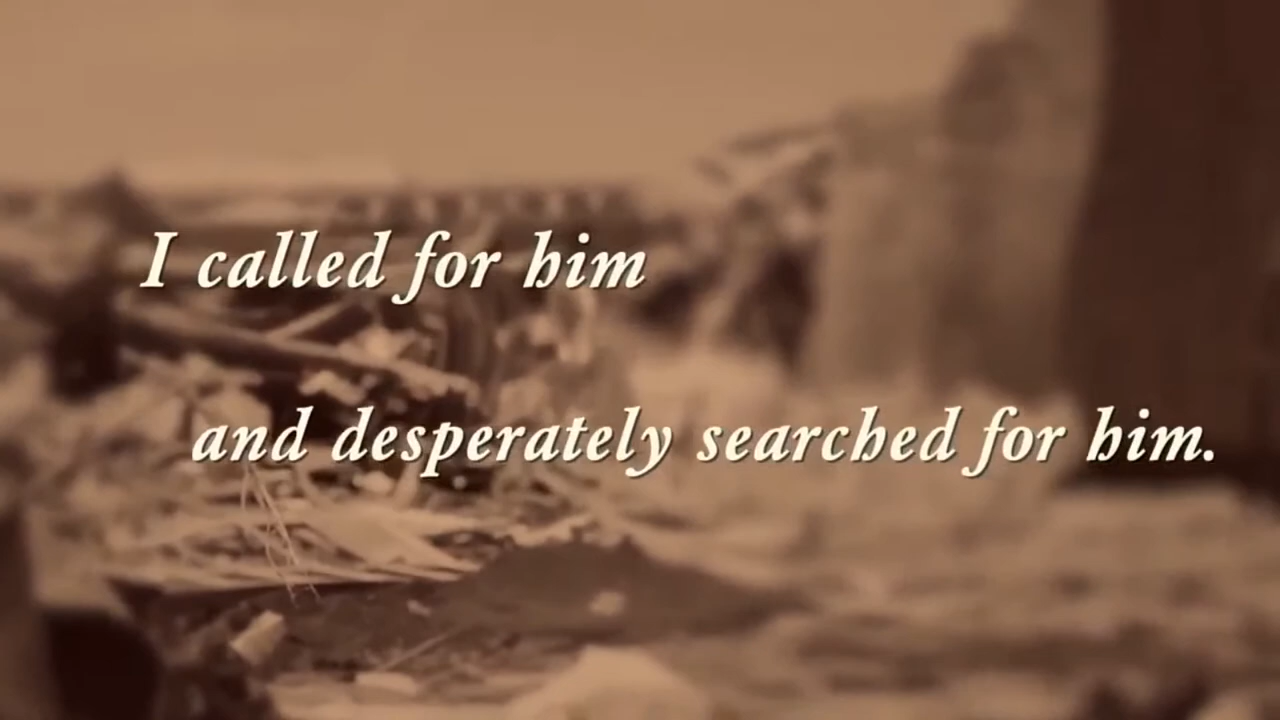 I called for him
and desperately searched for him.